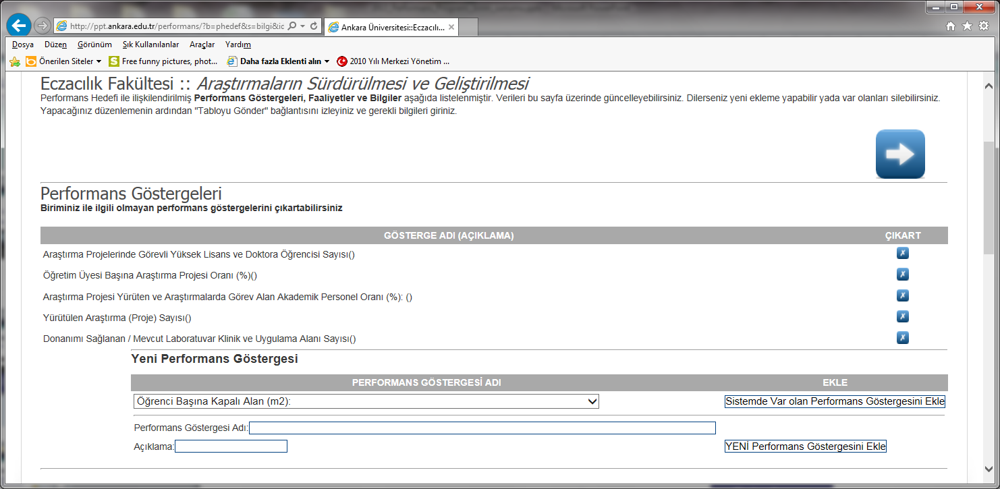 http://ppt.ankara.edu.tr/performans/?b=phedef&s=bilgi&ic
Ankara Üniversitesi::Eczacılı...
Dosya Düzen Görünüm Sık Kullanılanlar Araçlar Yardım
Önerilen Siteler Free funny pictures, phot... Daha fazla Eklenti alın 2010 Yılı Merkezi Yönetim ...
Eczacılık Fakültesi :: Araştırmaların Sürdürülmesi ve Geliştirilmesi
Performans Hedefi ile ilişkilendirilmiş Performans Göstergeleri, Faaliyetler ve Bilgiler aşağıda listelenmiştir. Verileri bu sayfa üzerinde güncelleyebilirsiniz. Dilerseniz yeni ekleme yapabilir yada var olanları silebilirsiniz.
Yapacağınız düzenlemenin ardından "Tabloyu Gönder" bağlantısını izleyiniz ve gerekli bilgileri giriniz.
Performans Göstergeleri
Biriminiz ile ilgili olmayan performans göstergelerini çıkartabilirsiniz
GÖSTERGE ADI (AÇIKLAMA) ÇIKART
Araştırma Projelerinde Görevli Yüksek Lisans ve Doktora Öğrencisi Sayısı()
Öğretim Üyesi Başına Araştırma Projesi Oranı (%)()
Araştırma Projesi Yürüten ve Araştırmalarda Görev Alan Akademik Personel Oranı (%): ()
Yürütülen Araştırma (Proje) Sayısı()
Donanımı Sağlanan / Mevcut Laboratuvar Klinik ve Uygulama Alanı Sayısı()
Yeni Performans Göstergesi
PERFORMANS GÖSTERGESİ ADI EKLE
Öğrenci Başına Kapalı Alan (m2): Sistemde Var olan Performans Göstergesini Ekle
Performans Göstergesi Adı:
Açıklama: YENİ Performans Göstergesini Ekle